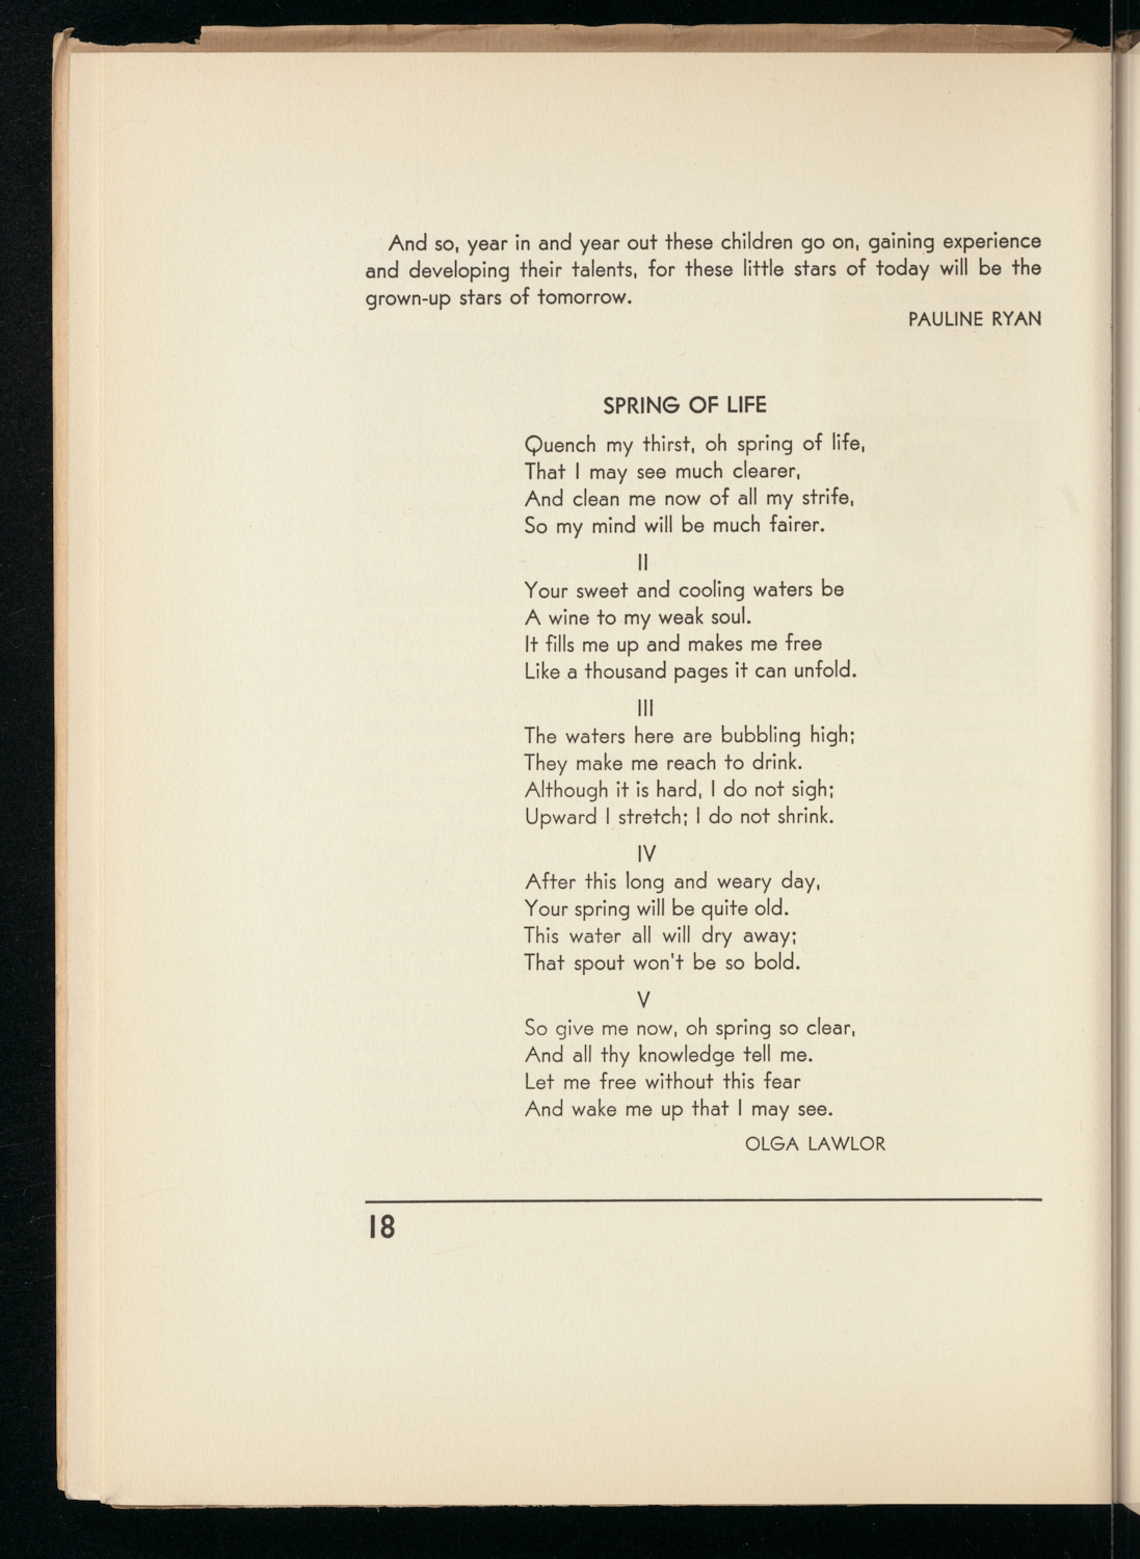 And so, year in and year out these children go on, gaining experience
and developing their talents, for these little stars of today will be the
grown-up stars of tomorrow.
PAULINE RYAN
SPRING OF LIFE
Quench my thirst, oh spring of life,
That I may see much clearer,
And clean me now of all my strife,
So my mind will be much fairer.
II
Your sweet and cooling waters be
A wine to my weak soul.
It fills me up and makes me free
Like a thousand pages it can unfold.
III
The waters here are bubbling high;
They make me reach to drink.
Although it is hard, I do not sigh;
Upward I stretch; I do not shrink.
IV
After this long and weary day,
Your spring will be quite old.
This water all will dry away;
That spout won't be so bold.
V
So give me now, oh spring so clear,
And all thy knowledge tell me.
Let me free without this fear
And wake me up that I may see.
OLGA LAWLOR
18